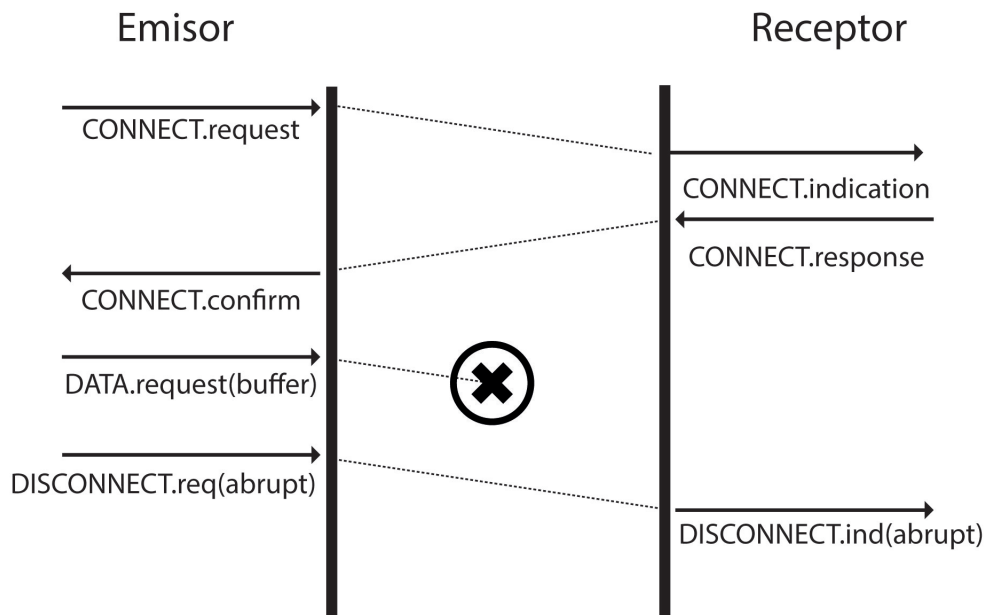 Emisor
Receptor
CONNECT.request
CONNECT.indication
CONNECT.response
CONNECT.confirm
DATA.request(buffer)
DISCONNECT.req(abrupt)
DISCONNECT.ind(abrupt)